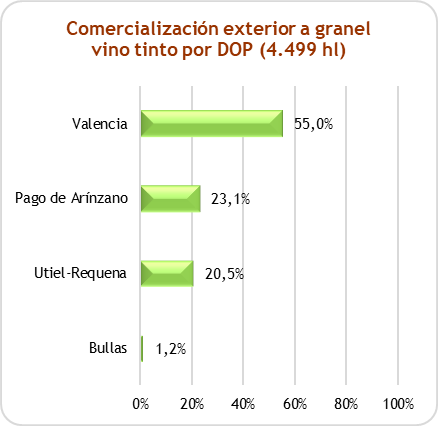 Comercialización exterior a granel
vino tinto por DOP (4.499 hl)
Valencia
55,0%
Pago de Arínzano
23,1%
Utiel-Requena
20,5%
Bullas
1,2%
0% 20% 40% 60% 80% 100%